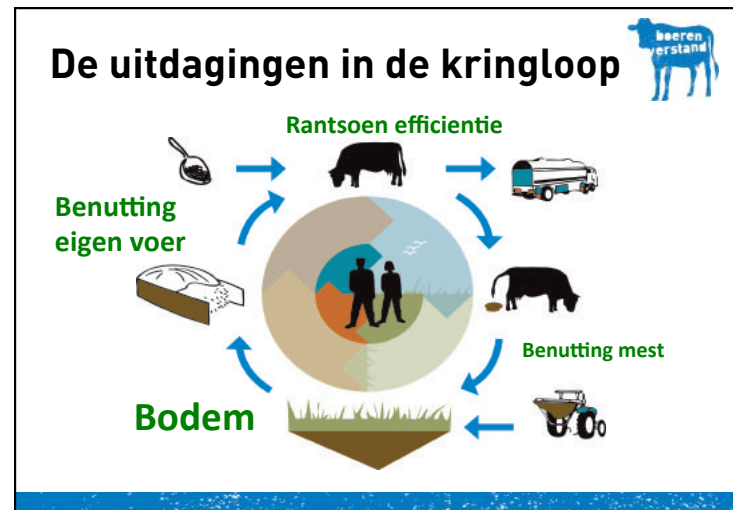 De uitdagingen in de kringloop
boeren
verstand
Rantsoen efficientie
Benutting
eigen voer
Benutting mest
Bodem